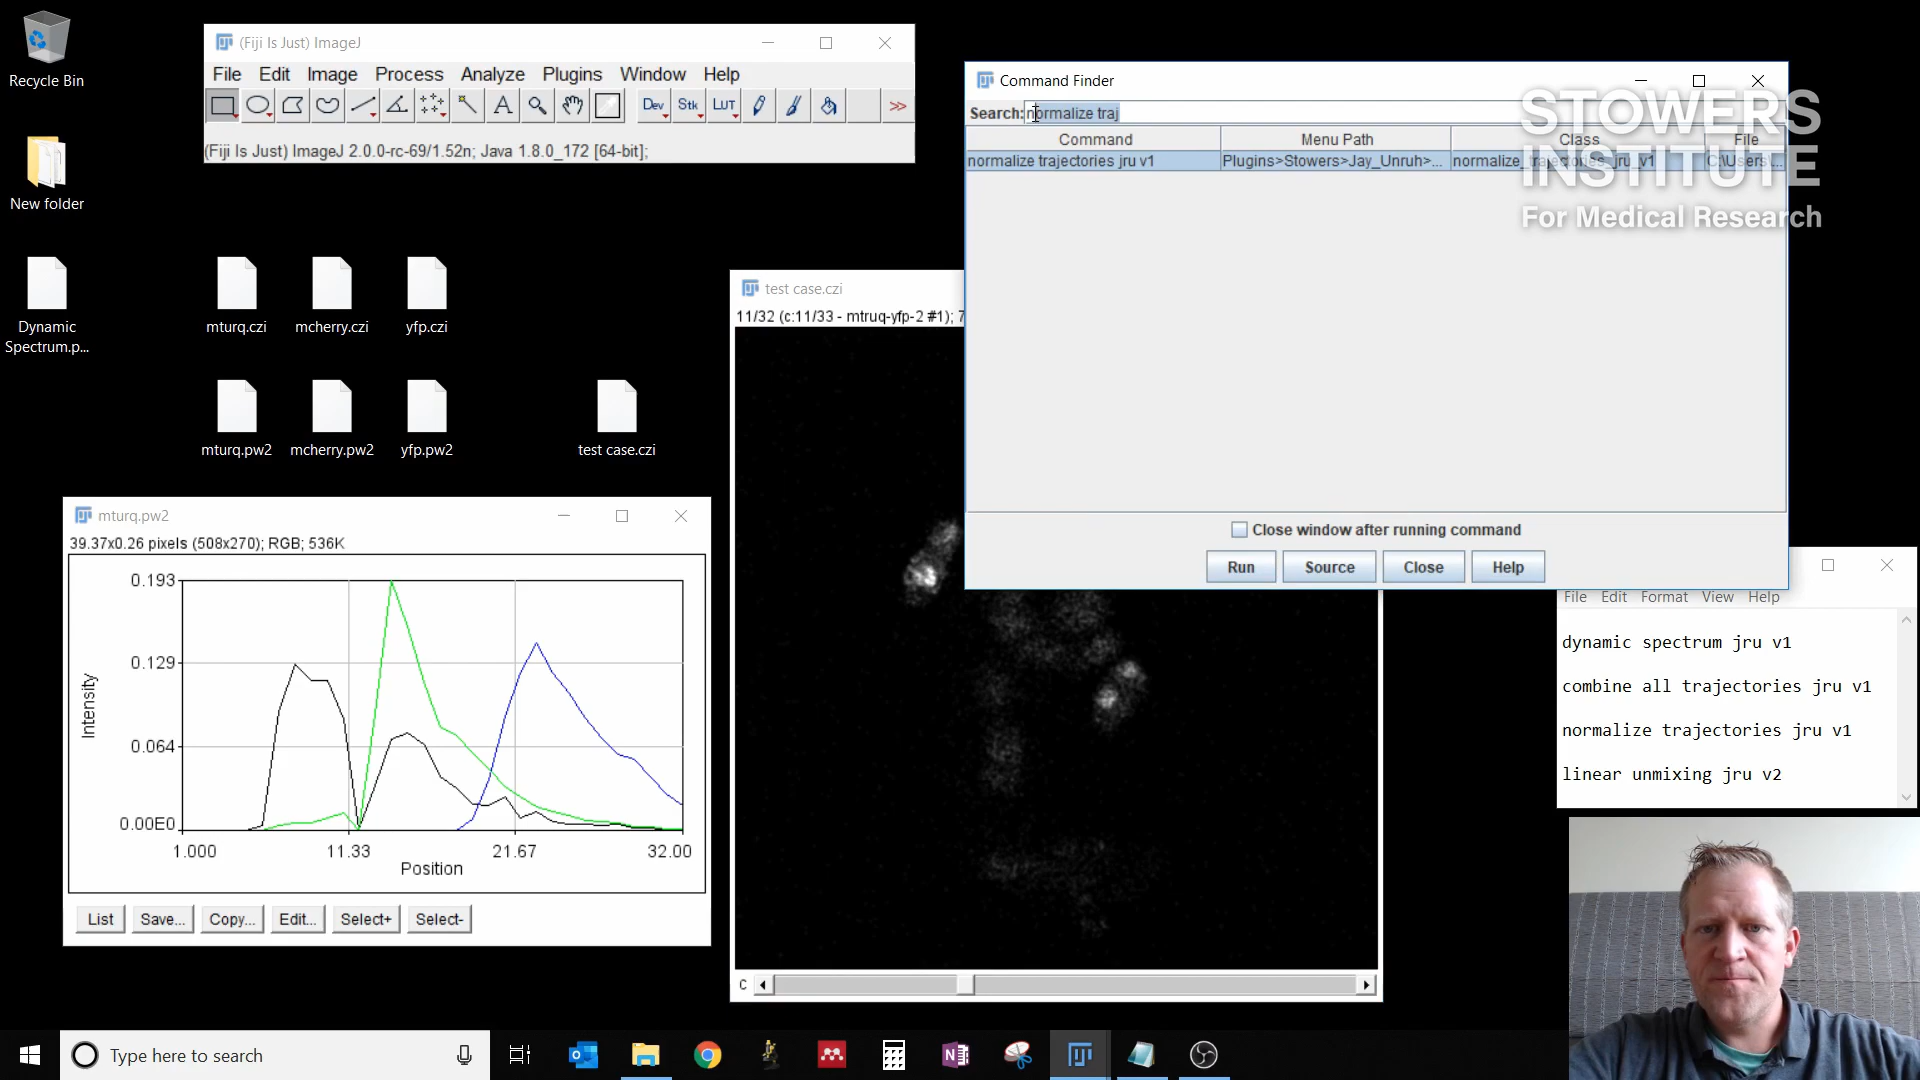 Recycle Bin
New folder
Dynamic
Spectrum.p...
(Fiji Is Just) ImageJ
File Edit Image Process Analyze Plugins Window Help
A Dev Stk LUT >>
(Fiji Is Just) ImageJ 2.0.0-rc-69/1.52n; Java 1.8.0_172 [64-bit];
mturq.czi mcherry.czi yfp.czi
mturq.pw2 mcherry.pw2 yfp.pw2 test case.czi
Command Finder
Search: normalize traj
Command Menu Path Class File
normalize trajectories jru v1 Plugins>Stowers>Jay_Unruh>... normalize_trajectories_jru_v1 C:\Users\...
Close window after running command
Run Source Close Help
STOWERS
INSTITUTE
For Medical Research
test case.czi
11/32 (c:11/33 - mtruq-yfp-2 #1); 7
C
mturq.pw2
39.37x0.26 pixels (508x270); RGB; 536K
0.193
0.129
0.064
0.00E0
Intensity
1.000 11.33 21.67 32.00
Position
List Save... Copy... Edit... Select+ Select-
File Edit Format View Help
dynamic spectrum jru v1
combine all trajectories jru v1
normalize trajectories jru v1
linear unmixing jru v2
Type here to search